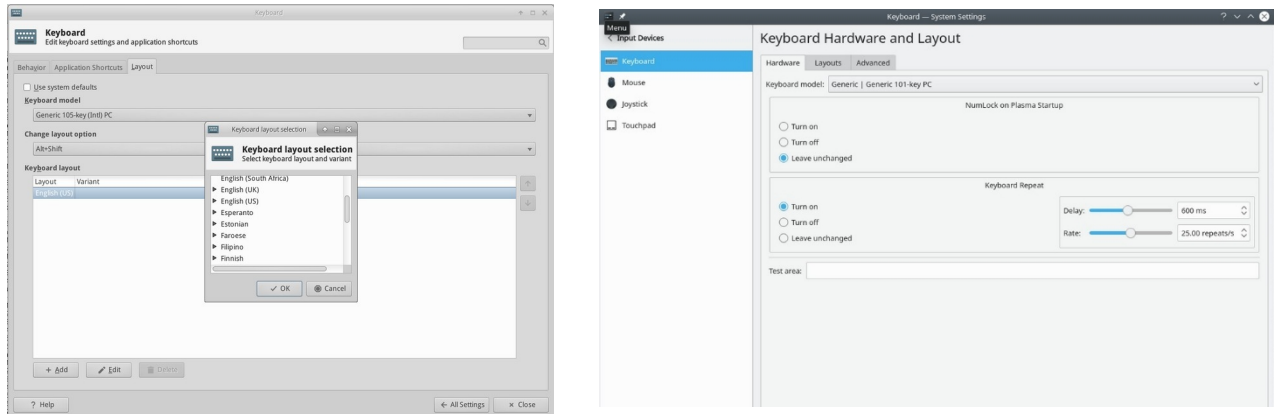 Keyboard
Keyboard
Edit keyboard settings and application shortcuts
Behavior Application Shortcuts Layout
Use system defaults
Keyboard model
Generic 105-key (Intl) PC
Change layout option
Alt+Shift
Keyboard layout
Layout Variant
English (US)
Keyboard layout selection
Keyboard layout selection
Select keyboard layout and variant
English (South Africa)
English (UK)
English (US)
Esperanto
Estonian
Faroese
Filipino
Finnish
OK Cancel
+ Add Edit Delete
? Help All Settings Close
Keyboard — System Settings
Menu
Input Devices
Keyboard
Mouse
Joystick
Touchpad
Keyboard Hardware and Layout
Hardware Layouts Advanced
Keyboard model: Generic | Generic 101-key PC
NumLock on Plasma Startup
Turn on
Turn off
Leave unchanged
Keyboard Repeat
Turn on
Turn off
Leave unchanged
Delay: 600 ms
Rate: 25.00 repeats/s
Test area: